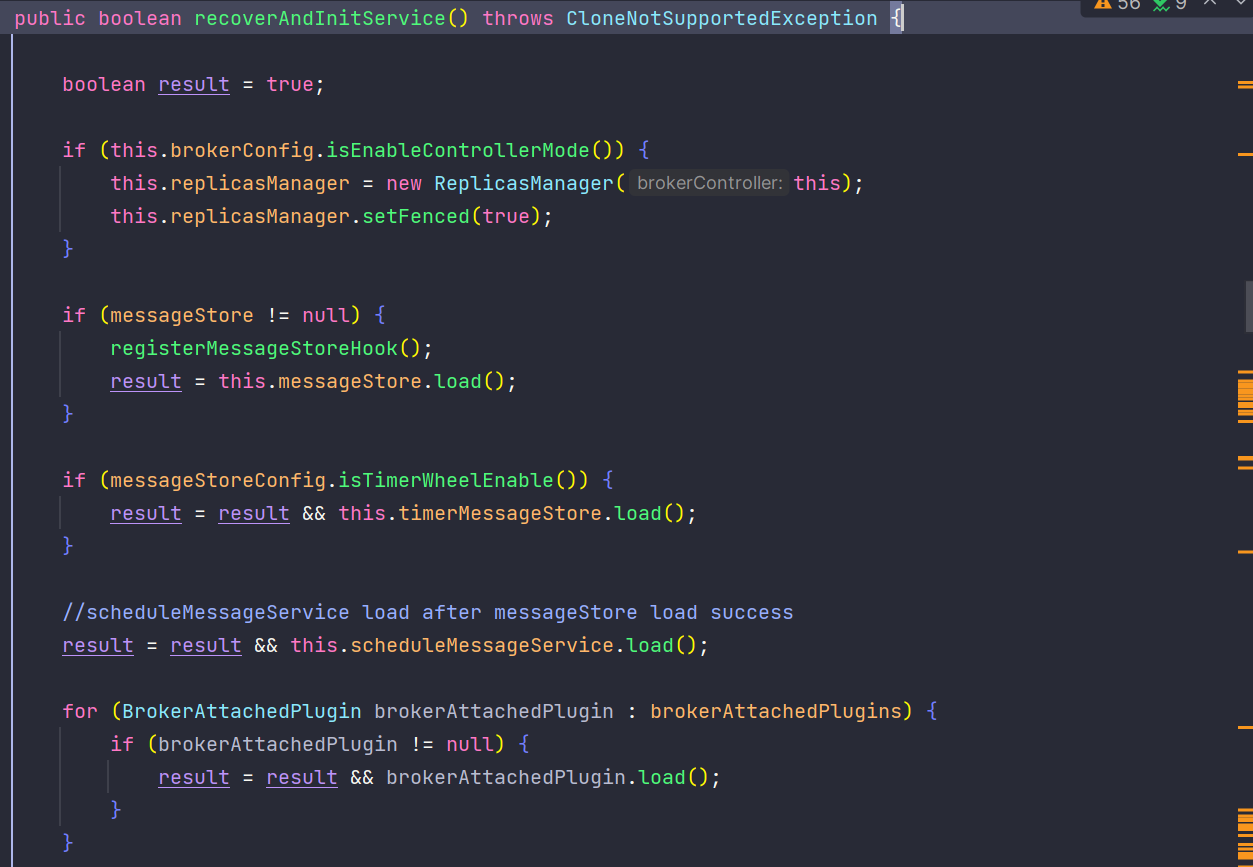 public boolean recoverAndInitService() throws CloneNotSupportedException {
56 9
boolean result = true;
if (this.brokerConfig.isEnableControllerMode()) {
this.replicasManager = new ReplicasManager( brokerController: this);
this.replicasManager.setFenced(true);
}
if (messageStore != null) {
registerMessageStoreHook();
result = this.messageStore.load();
}
if (messageStoreConfig.isTimerWheelEnable()) {
result = result && this.timerMessageStore.load();
}
//scheduleMessageService load after messageStore load success
result = result && this.scheduleMessageService.load();
for (BrokerAttachedPlugin brokerAttachedPlugin : brokerAttachedPlugins) {
if (brokerAttachedPlugin != null) {
result = result && brokerAttachedPlugin.load();
}
}